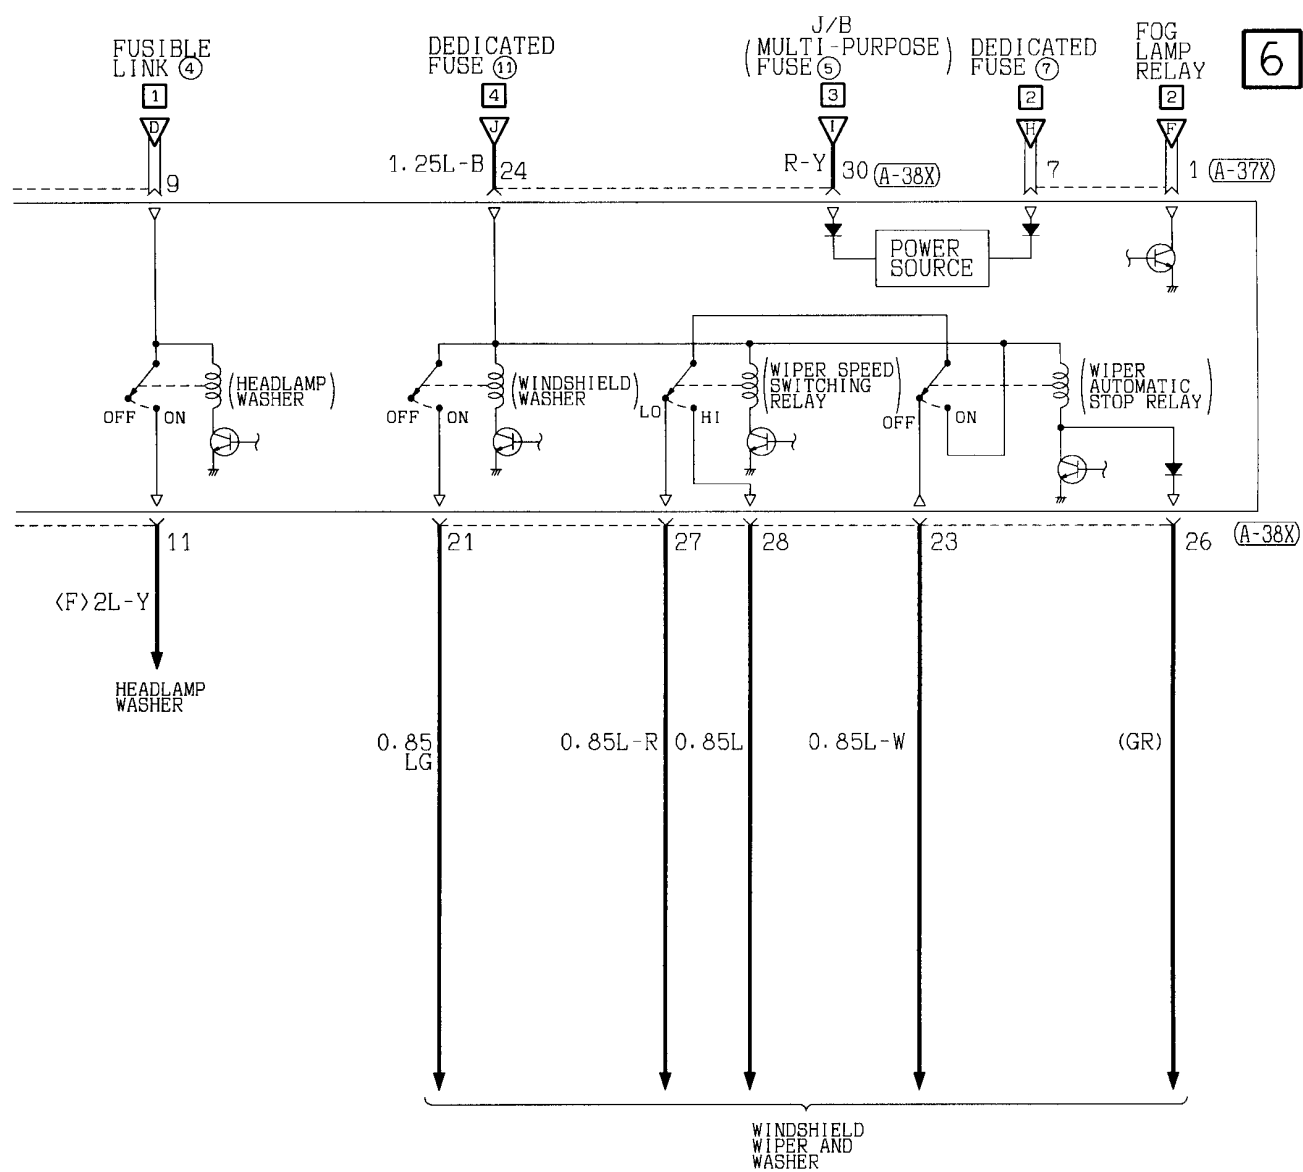 6
FUSIBLE
LINK ④
1
D
9
DEDICATED
FUSE ⑪
4
J
1.25L-B
24
J/B
(MULTI-PURPOSE)
FUSE ⑤
3
I
R-Y
30
A-38X
DEDICATED
FUSE ⑦
2
H
7
FOG
LAMP
RELAY
2
F
1
A-37X
POWER
SOURCE
(HEADLAMP
WASHER)
OFF
ON
(WINDSHIELD
WASHER)
OFF
ON
(WIPER SPEED
SWITCHING
RELAY)
LO
HI
(WIPER
AUTOMATIC
STOP RELAY)
OFF
ON
11
21
27
28
23
26
A-38X
<F>2L-Y
HEADLAMP
WASHER
0.85
LG
0.85L-R
0.85L
0.85L-W
(GR)
WINDSHIELD
WIPER AND
WASHER